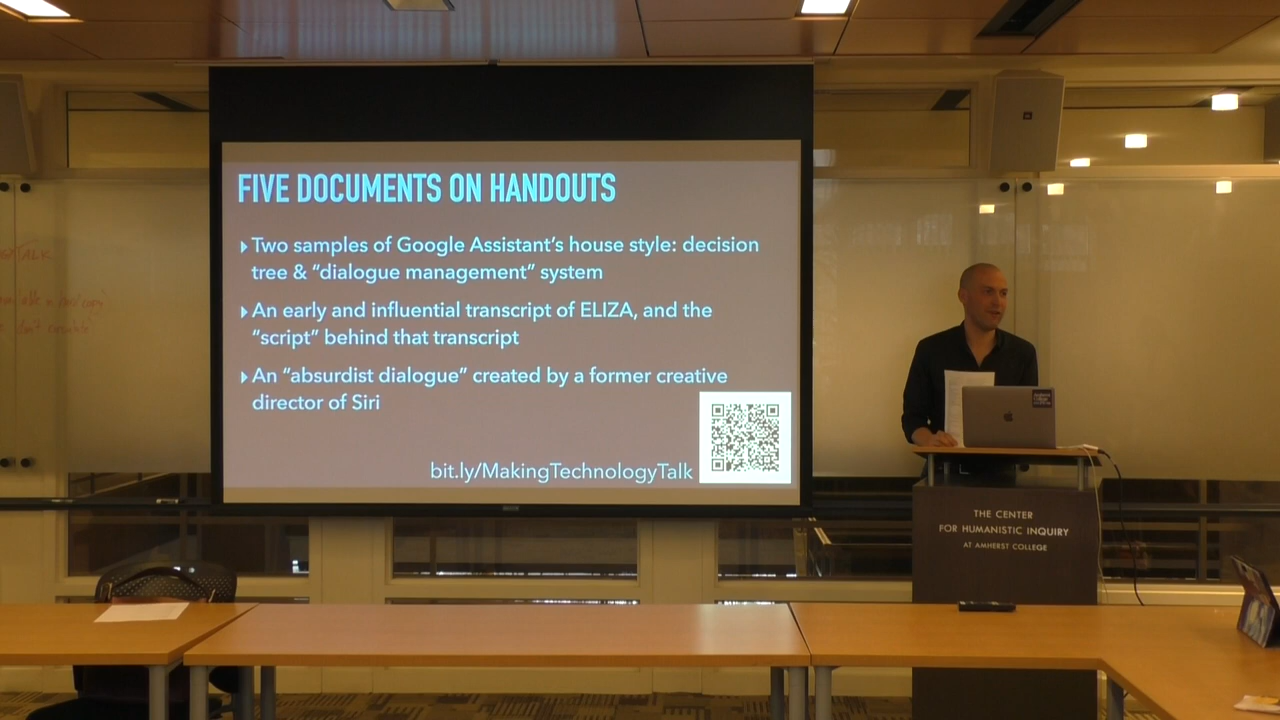 FIVE DOCUMENTS ON HANDOUTS
Two samples of Google Assistant's house style: decision
tree & "dialogue management" system
An early and influential transcript of ELIZA, and the
"script" behind that transcript
An "absurdist dialogue" created by a former creative
director of Siri
bit.ly/MakingTechnologyTalk
THE CENTER
FOR HUMANISTIC INQUIRY
AT AMHERST COLLEGE